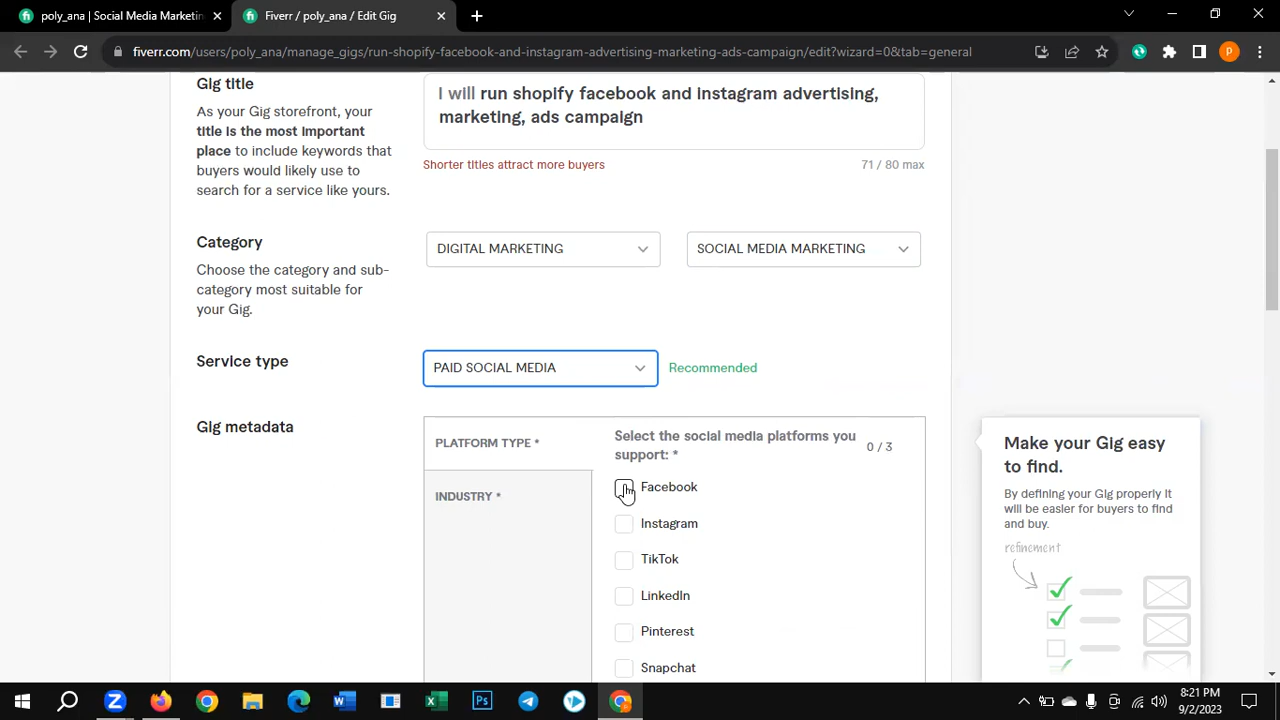 poly_ana | Social Media Marketin
Fiverr / poly_ana / Edit Gig
fiverr.com/users/poly_ana/manage_gigs/run-shopify-facebook-and-instagram-advertising-marketing-ads-campaign/edit?wizard=0&tab=general
p
Gig title
As your Gig storefront, your
title is the most important
place to include keywords that
buyers would likely use to
search for a service like yours.
I will run shopify facebook and instagram advertising,
marketing, ads campaign
Shorter titles attract more buyers
71 / 80 max
Category
Choose the category and sub-
category most suitable for
your Gig.
DIGITAL MARKETING
SOCIAL MEDIA MARKETING
Service type
PAID SOCIAL MEDIA
Recommended
Gig metadata
PLATFORM TYPE *
INDUSTRY *
Select the social media platforms you
support: *
0 / 3
Facebook
Instagram
TikTok
LinkedIn
Pinterest
Snapchat
Make your Gig easy
to find.
By defining your Gig properly it
will be easier for buyers to find
and buy.
refinement
8:21 PM
9/2/2023